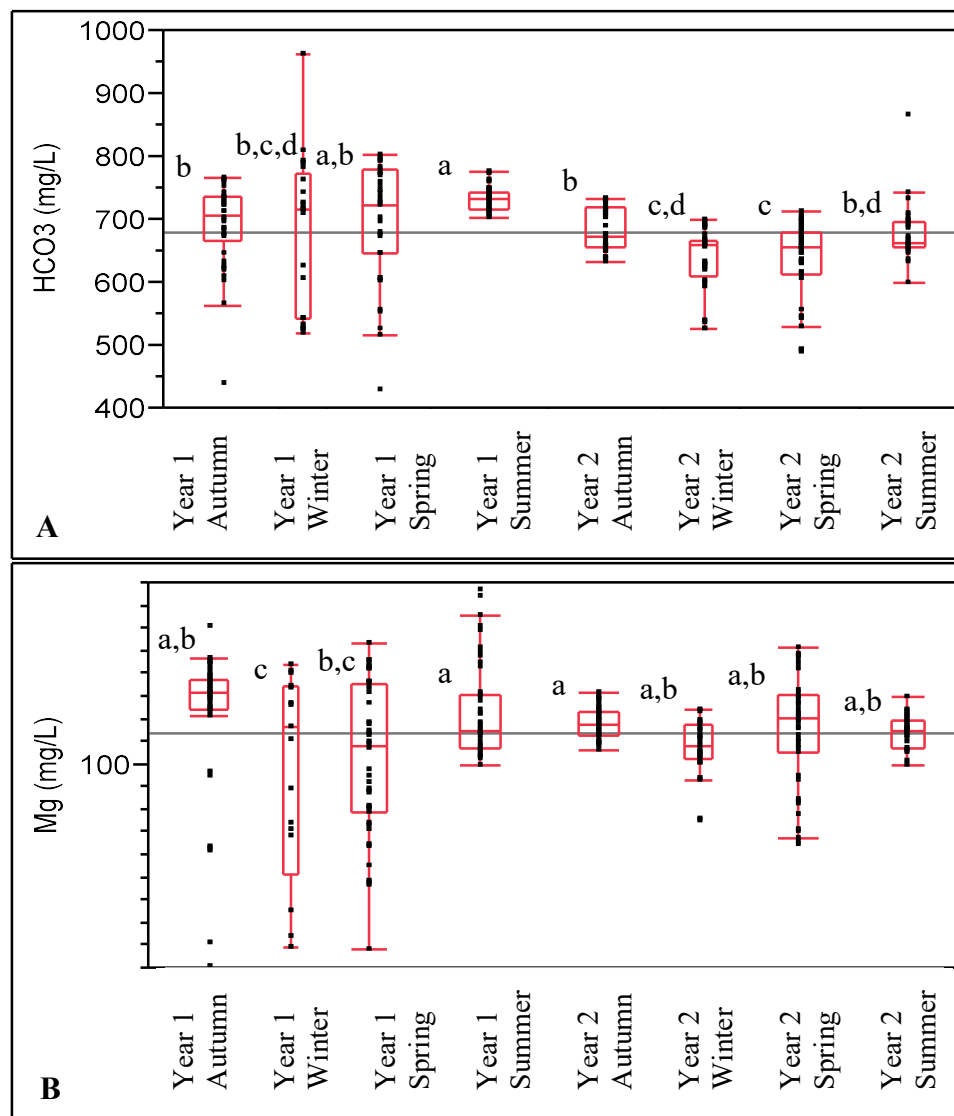 1000
900
800
700
600
500
400
HCO3 (mg/L)
b
b,c,d
a,b
a
b
c,d
c
b,d
Year 1
Autumn
Year 1
Winter
Year 1
Spring
Year 1
Summer
Year 2
Autumn
Year 2
Winter
Year 2
Spring
Year 2
Summer
A
100
Mg (mg/L)
a,b
c
b,c
a
a
a,b
a,b
a,b
Year 1
Autumn
Year 1
Winter
Year 1
Spring
Year 1
Summer
Year 2
Autumn
Year 2
Winter
Year 2
Spring
Year 2
Summer
B